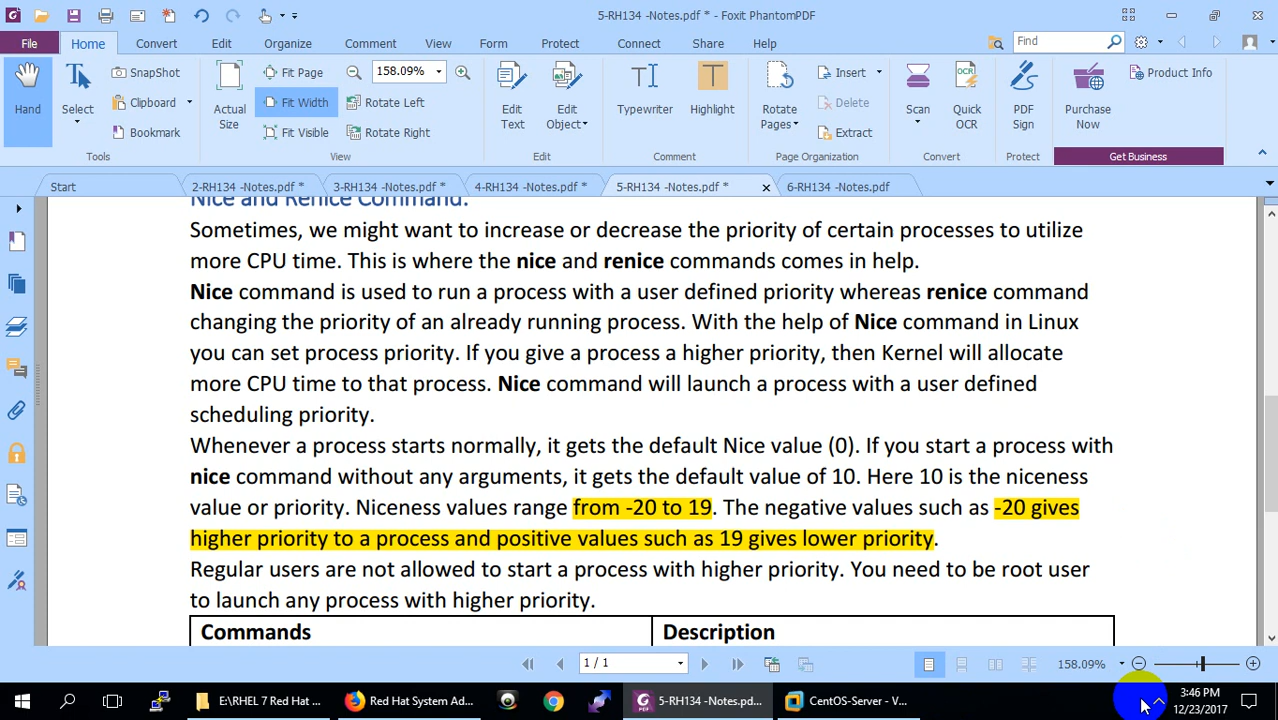 5-RH134 -Notes.pdf * - Foxit PhantomPDF
File Home Convert Edit Organize Comment View Form Protect Connect Share Help Find
Hand
Select
SnapShot
Clipboard
Bookmark
Tools
Actual Size
Fit Page
Fit Width
Fit Visible
158.09%
Rotate Left
Rotate Right
View
Edit Text
Edit Object
Edit
Typewriter
Highlight
Comment
Rotate Pages
Insert
Delete
Extract
Page Organization
Scan
Quick OCR
Convert
PDF Sign
Protect
Purchase Now
Product Info
Get Business
Start 2-RH134 -Notes.pdf * 3-RH134 -Notes.pdf * 4-RH134 -Notes.pdf * 5-RH134 -Notes.pdf * 6-RH134 -Notes.pdf
Nice and Renice Command:
Sometimes, we might want to increase or decrease the priority of certain processes to utilize
more CPU time. This is where the nice and renice commands comes in help.
Nice command is used to run a process with a user defined priority whereas renice command
changing the priority of an already running process. With the help of Nice command in Linux
you can set process priority. If you give a process a higher priority, then Kernel will allocate
more CPU time to that process. Nice command will launch a process with a user defined
scheduling priority.
Whenever a process starts normally, it gets the default Nice value (0). If you start a process with
nice command without any arguments, it gets the default value of 10. Here 10 is the niceness
value or priority. Niceness values range from -20 to 19. The negative values such as -20 gives
higher priority to a process and positive values such as 19 gives lower priority.
Regular users are not allowed to start a process with higher priority. You need to be root user
to launch any process with higher priority.
Commands Description
1 / 1 158.09%
E:\RHEL 7 Red Hat ... Red Hat System Ad... 5-RH134 -Notes.pd... CentOS-Server - V...
3:46 PM
12/23/2017